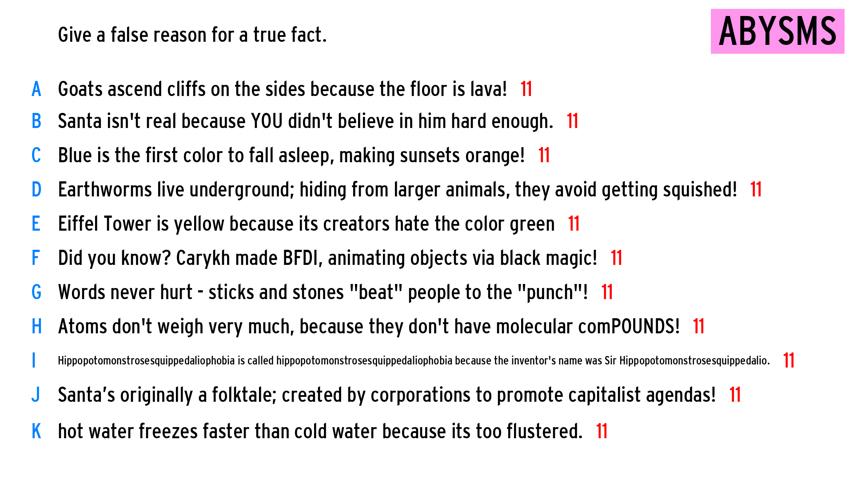 Give a false reason for a true fact.
ABYSMS
A Goats ascend cliffs on the sides because the floor is lava! 11
B Santa isn't real because YOU didn't believe in him hard enough. 11
C Blue is the first color to fall asleep, making sunsets orange! 11
D Earthworms live underground; hiding from larger animals, they avoid getting squished! 11
E Eiffel Tower is yellow because its creators hate the color green 11
F Did you know? Carykh made BFDI, animating objects via black magic! 11
G Words never hurt - sticks and stones "beat" people to the "punch"! 11
H Atoms don't weigh very much, because they don't have molecular comPOUNDS! 11
I Hippopotomonstrosesquippedaliophobia is called hippopotomonstrosesquippedaliophobia because the inventor's name was Sir Hippopotomonstrosesquippedalio. 11
J Santa’s originally a folktale; created by corporations to promote capitalist agendas! 11
K hot water freezes faster than cold water because its too flustered. 11